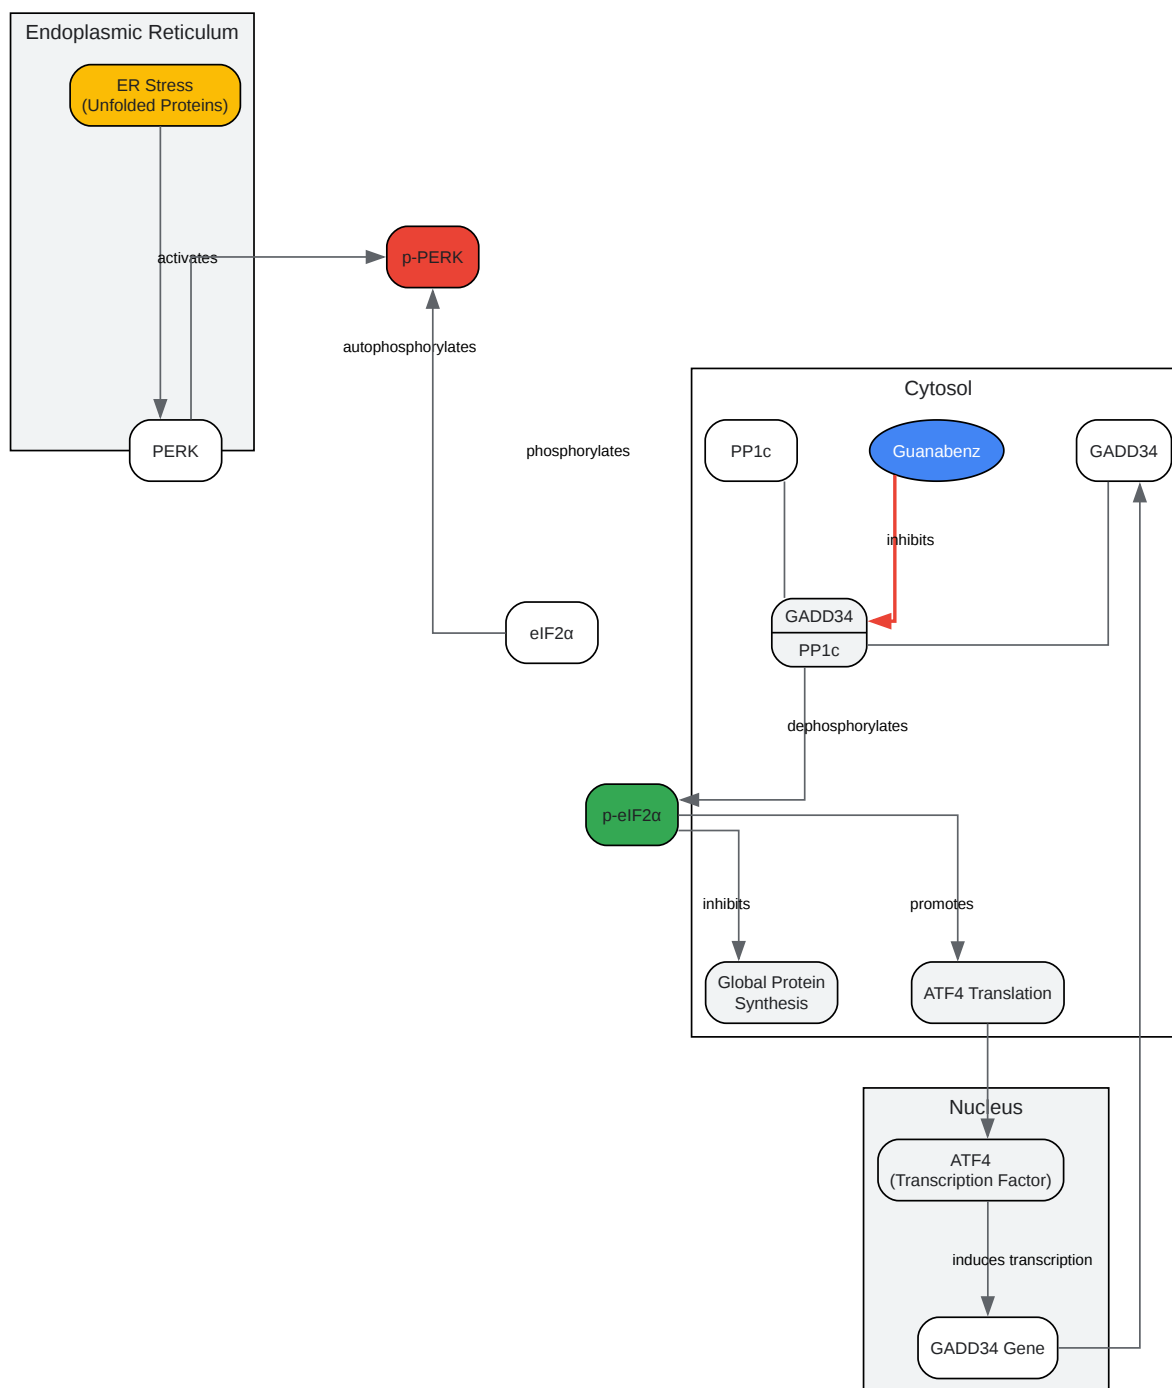 Endoplasmic Reticulum
ER Stress
(Unfolded Proteins)
activates
p-PERK
autophosphorylates
PERK
phosphorylates
Cytosol
PP1c
Guanabenz
GADD34
inhibits
GADD34
PP1c
eIF2α
dephosphorylates
p-eIF2α
inhibits
promotes
Global Protein
Synthesis
ATF4 Translation
Nucleus
ATF4
(Transcription Factor)
induces transcription
GADD34 Gene